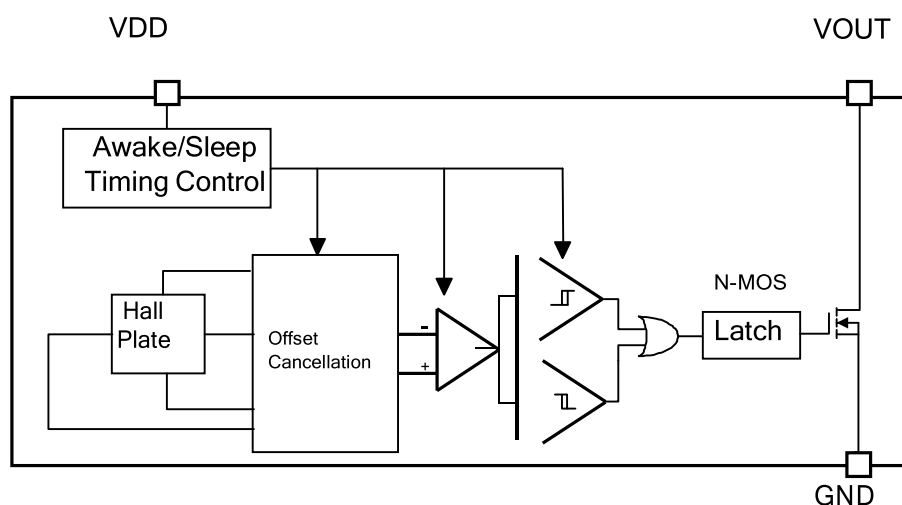 VDD
VOUT
Awake/Sleep
Timing Control
N-MOS
Hall
Plate
Offset
Cancellation
-
+
Latch
GND